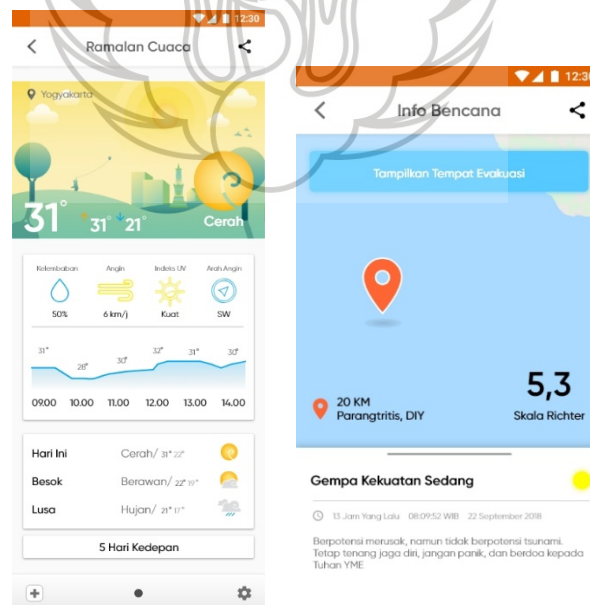 12:30
Ramalan Cuaca
Yogyakarta
31°
31° 21°
Cerah
Kelembaban Angin Indeks UV Arah Angin
50% 6 km/j Kuat SW
31° 28° 30° 32° 31° 30°
09.00 10.00 11.00 12.00 13.00 14.00
Hari Ini Cerah/ 31° 22°
Besok Berawan/ 22° 19°
Lusa Hujan/ 21° 17°
5 Hari Kedepan
12:30
Info Bencana
Tampilkan Tempat Evakuasi
20 KM
Parangtritis, DIY
5,3
Skala Richter
Gempa Kekuatan Sedang
13 Jam Yang Lalu 08:09:52 WIB 22 September 2018
Berpotensi merusak, namun tidak berpotensi tsunami.
Tetap tenang jaga diri, jangan panik, dan berdoa kepada
Tuhan YME